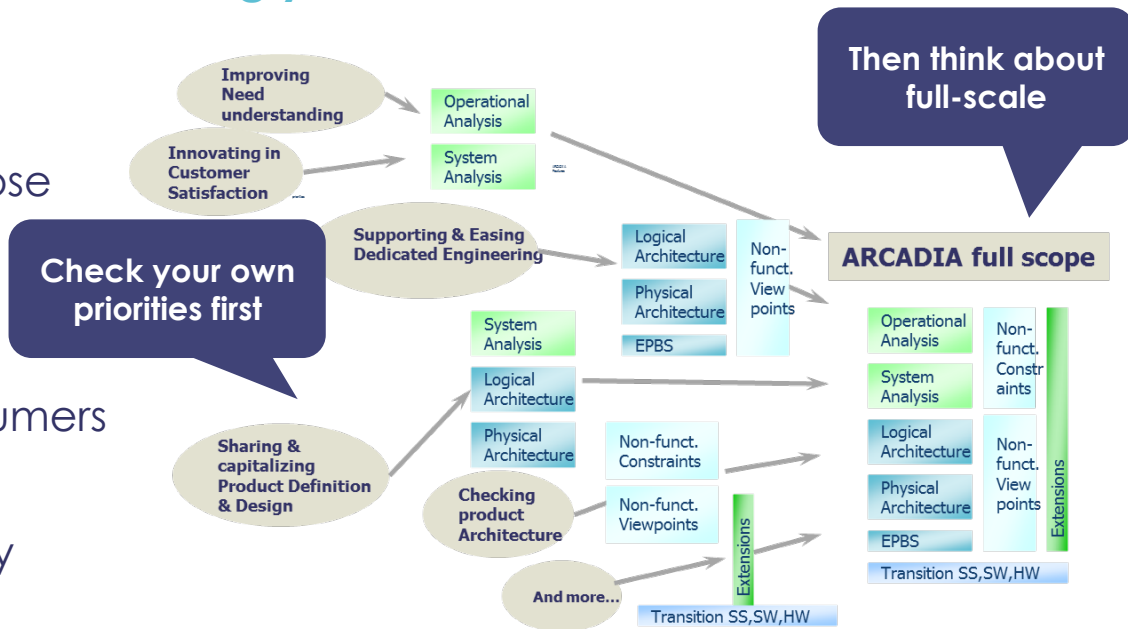 Then think about
full-scale
Improving
Need
understanding
Operational
Analysis
Innovating in
Customer
Satisfaction
System
Analysis
Check your own
priorities first
Supporting & Easing
Dedicated Engineering
Logical
Architecture
Physical
Architecture
EPBS
Non-
funct.
View
points
ARCADIA full scope
System
Analysis
Logical
Architecture
Physical
Architecture
umers
Sharing &
capitalizing
Product Definition
& Design
Non-funct.
Constraints
Non-funct.
Viewpoints
Checking
product
Architecture
And more...
Extensions
Transition SS,SW,HW
Operational
Analysis
System
Analysis
Non-
funct.
Constr
aints
Logical
Architecture
Physical
Architecture
EPBS
Non-
funct.
View
points
Extensions
Transition SS,SW,HW